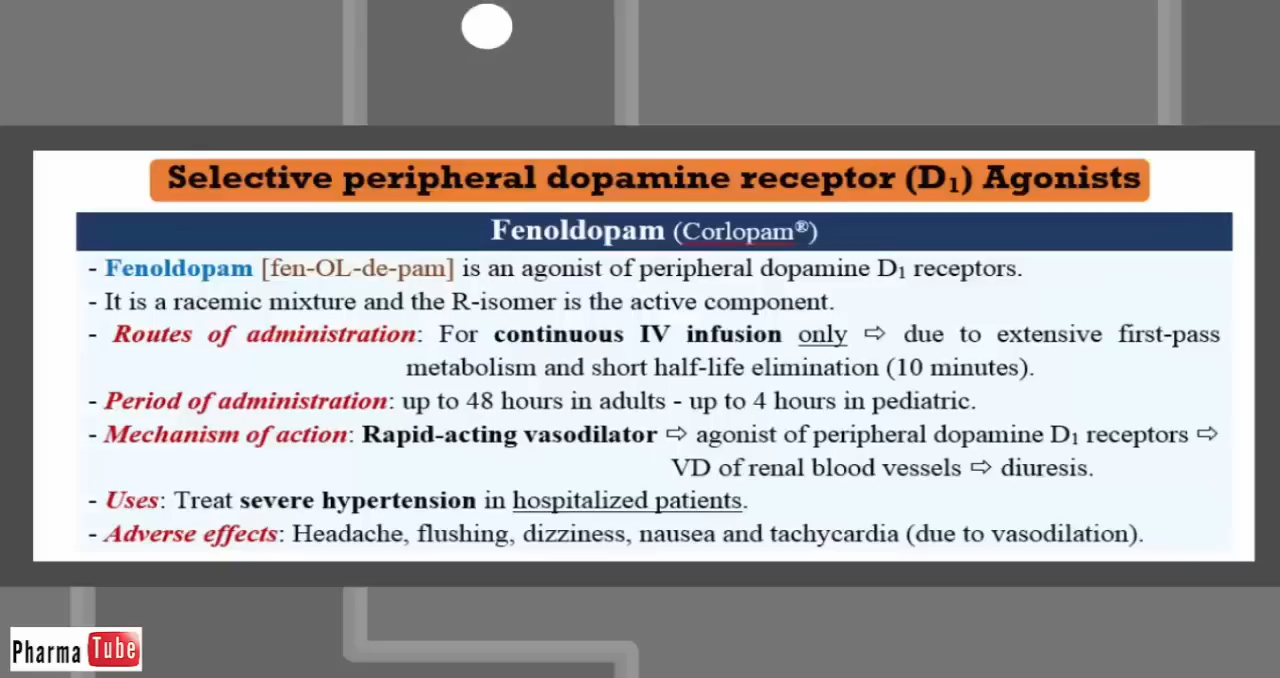 Selective peripheral dopamine receptor (D₁) Agonists
Fenoldopam (Corlopam®)
- Fenoldopam [fen-OL-de-pam] is an agonist of peripheral dopamine D₁ receptors.
- It is a racemic mixture and the R-isomer is the active component.
- Routes of administration: For continuous IV infusion only ⇨ due to extensive first-pass
metabolism and short half-life elimination (10 minutes).
- Period of administration: up to 48 hours in adults - up to 4 hours in pediatric.
- Mechanism of action: Rapid-acting vasodilator ⇨ agonist of peripheral dopamine D₁ receptors ⇨
VD of renal blood vessels ⇨ diuresis.
- Uses: Treat severe hypertension in hospitalized patients.
- Adverse effects: Headache, flushing, dizziness, nausea and tachycardia (due to vasodilation).
Pharma Tube